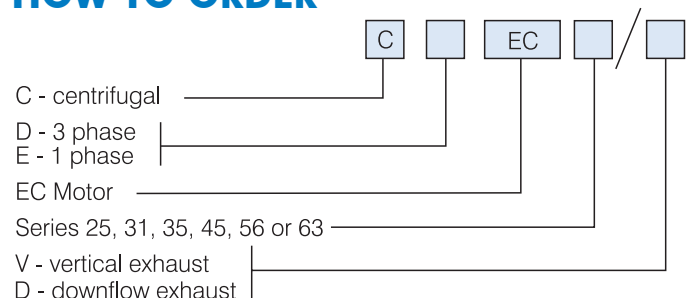 HOW TO ORDER
C EC /
C - centrifugal
D - 3 phase
E - 1 phase
EC Motor
Series 25, 31, 35, 45, 56 or 63
V - vertical exhaust
D - downflow exhaust